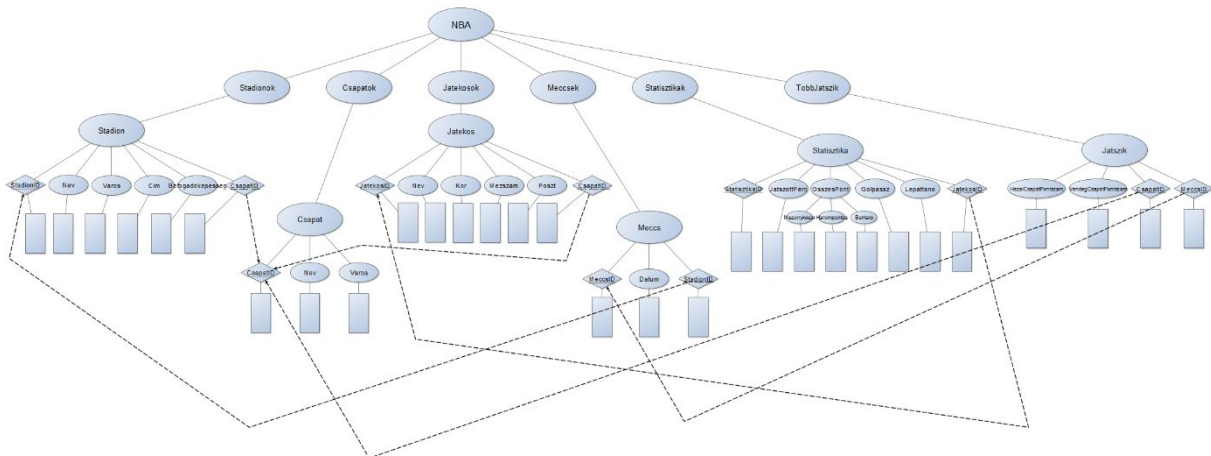 NBA
Stadionok
Csapatok
Jatekosok
Meccsek
Statisztikak
TobbJatszik
Stadion
Jatekos
Statisztika
Jatszik
StadionID
Nev
Varos
Cim
Befogadokepesseg
CsapatID
JatekosID
Nev
Kor
Mezszam
Poszt
CsapatID
StatisztikaID
JatszottPerc
OsszesPont
Golpassz
Lepattano
JatekosID
HazaiCsapatPontszam
VendegCsapatPontszam
CsapatID
MeccsID
Csapat
Meccs
Harompontos
Bunteto
CsapatID
Nev
Varos
MeccsID
Datum
StadionID